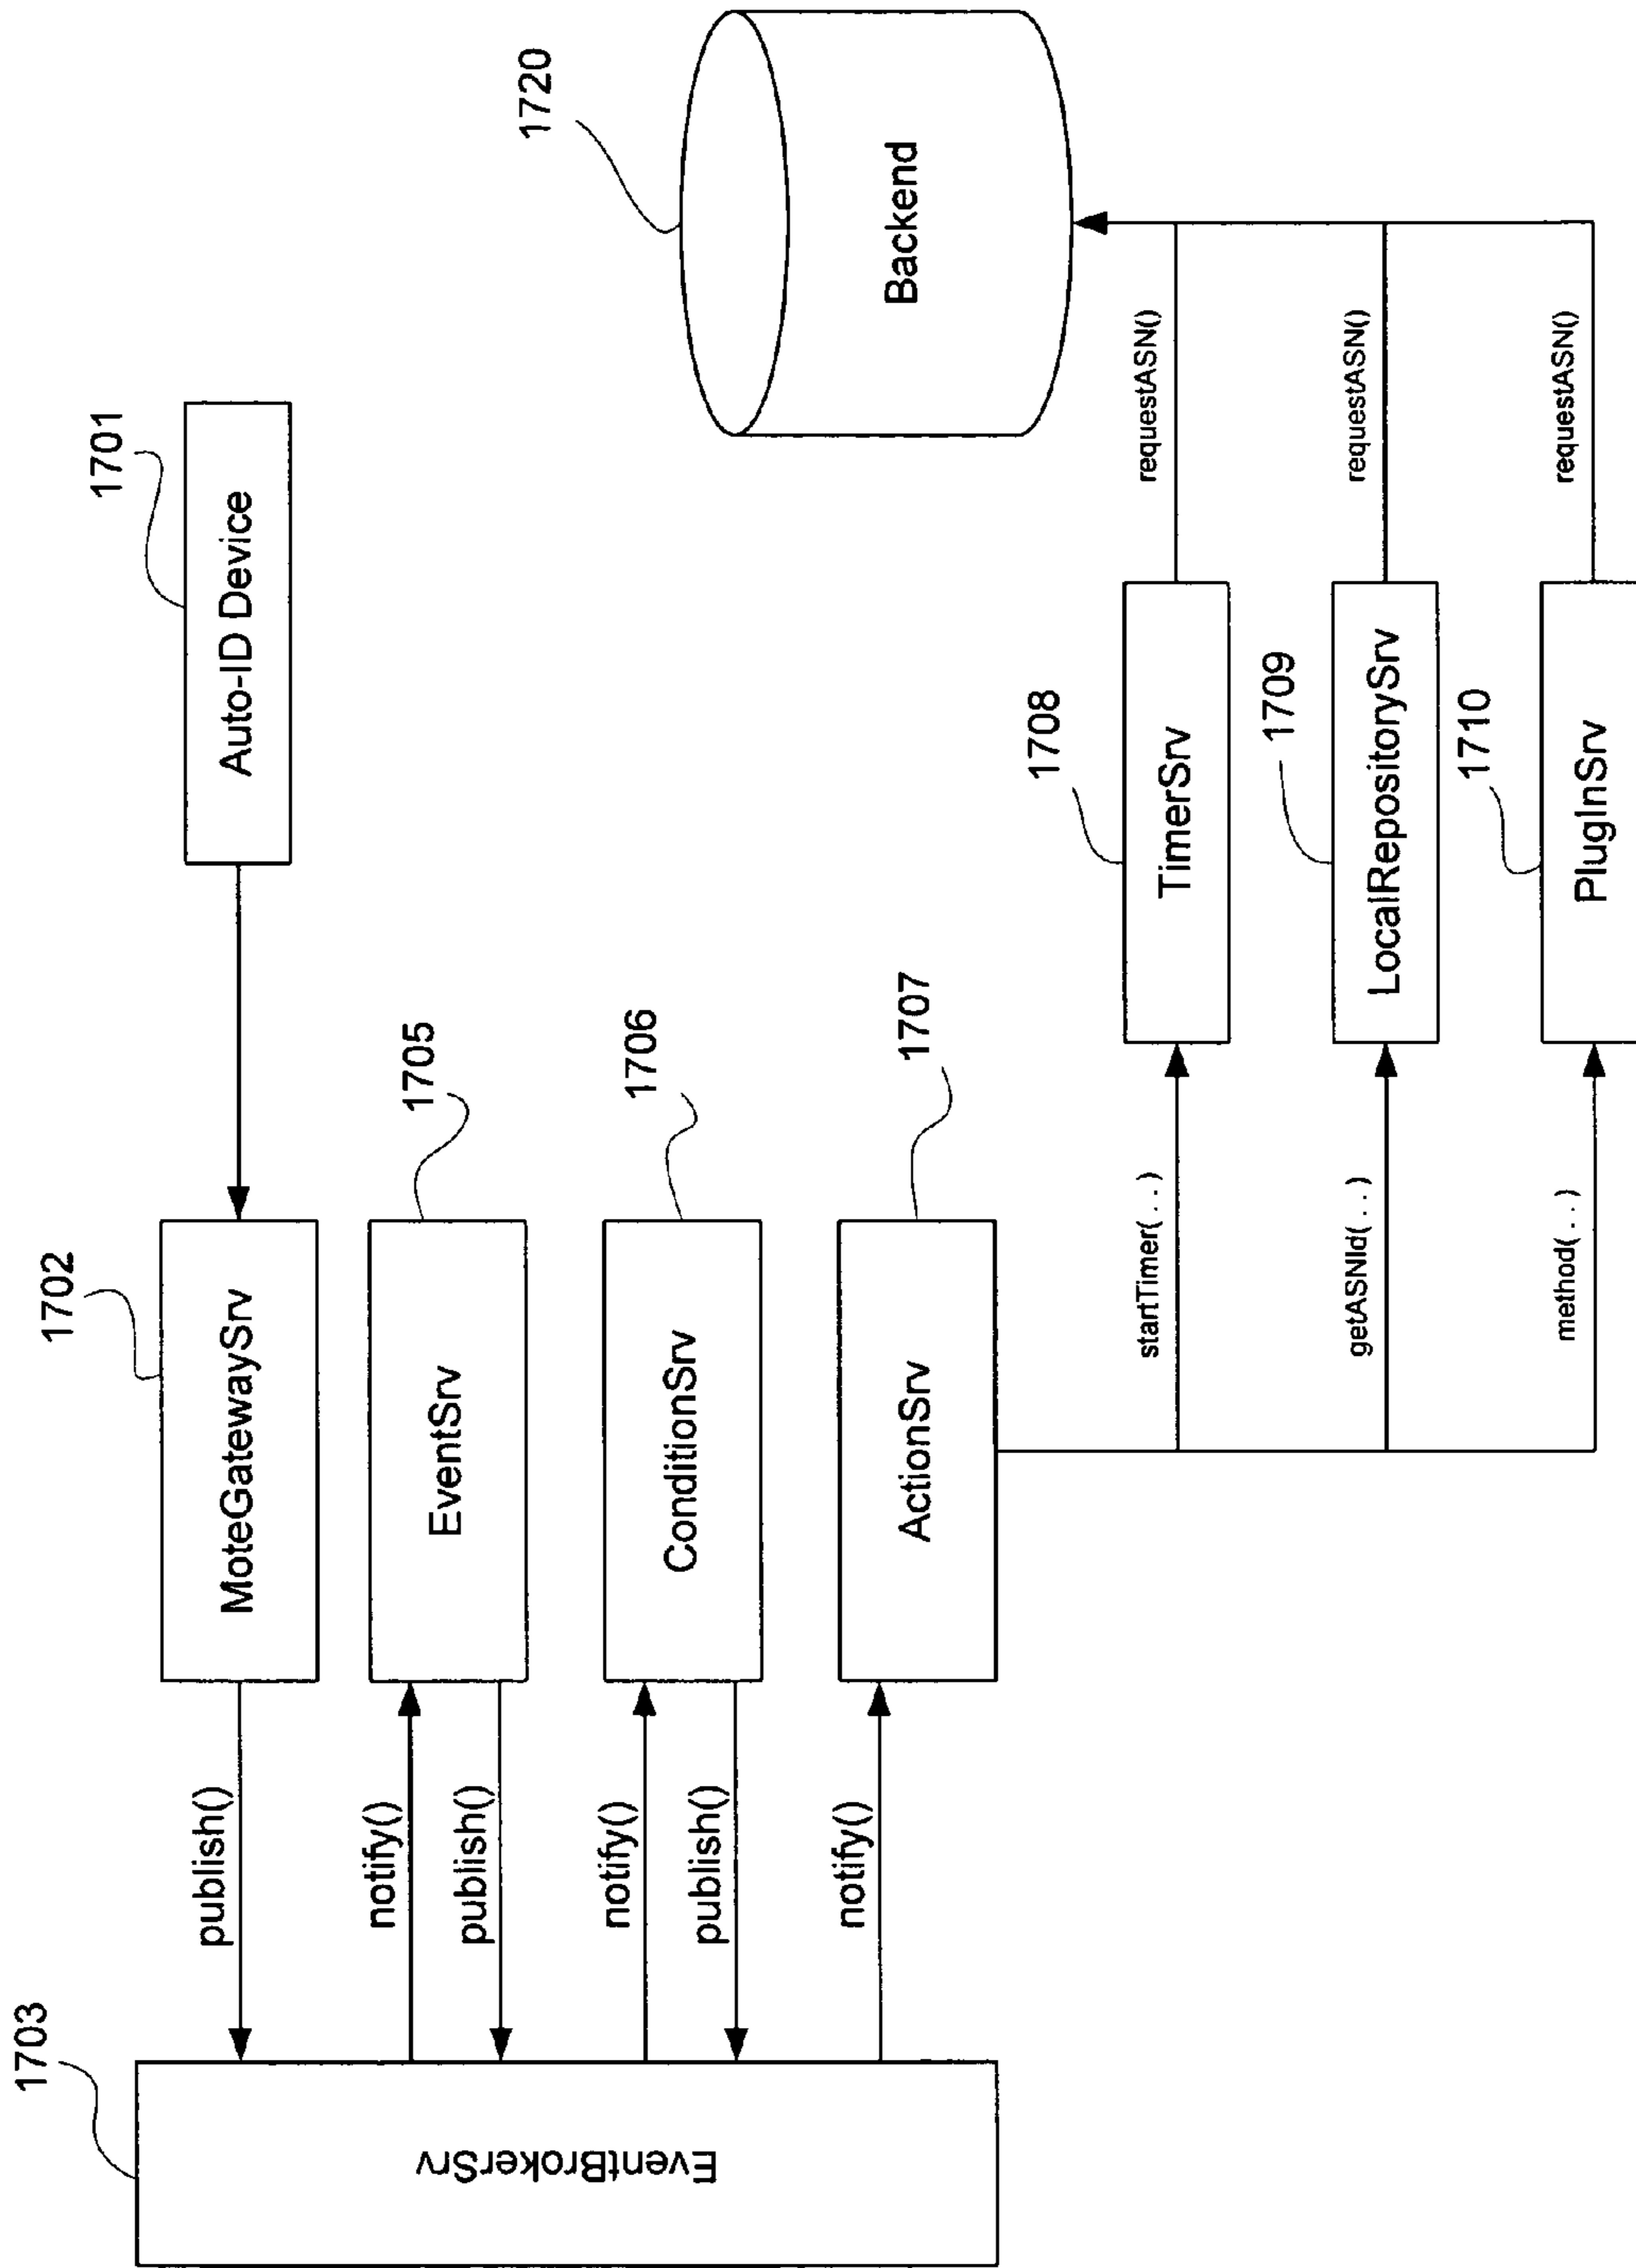 1703
EventBrokerSrv
publish()
notify()
publish()
notify()
publish()
notify()
1702
MoteGatewaySrv
1705
EventSrv
1706
ConditionSrv
1707
ActionSrv
1701
Auto-ID Device
startTimer( . . )
getASNId( . . )
method( . . )
1708
TimerSrv
1709
LocalRepositorySrv
1710
PlugInSrv
requestASN()
requestASN()
requestASN()
1720
Backend